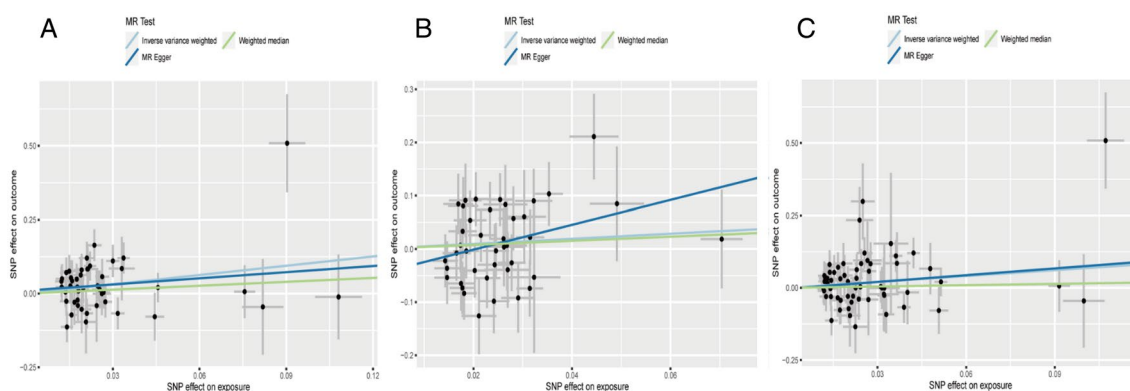 A
MR Test
Inverse variance weighted
Weighted median
MR Egger
SNP effect on outcome
0.50
0.25
0.00
-0.25
0.03
0.06
0.09
0.12
SNP effect on exposure
B
MR Test
Inverse variance weighted
Weighted median
MR Egger
SNP effect on outcome
0.3
0.2
0.1
0.0
-0.1
-0.2
0.02
0.04
0.06
SNP effect on exposure
C
MR Test
Inverse variance weighted
Weighted median
MR Egger
SNP effect on outcome
0.50
0.25
0.00
-0.25
0.03
0.06
0.09
SNP effect on exposure